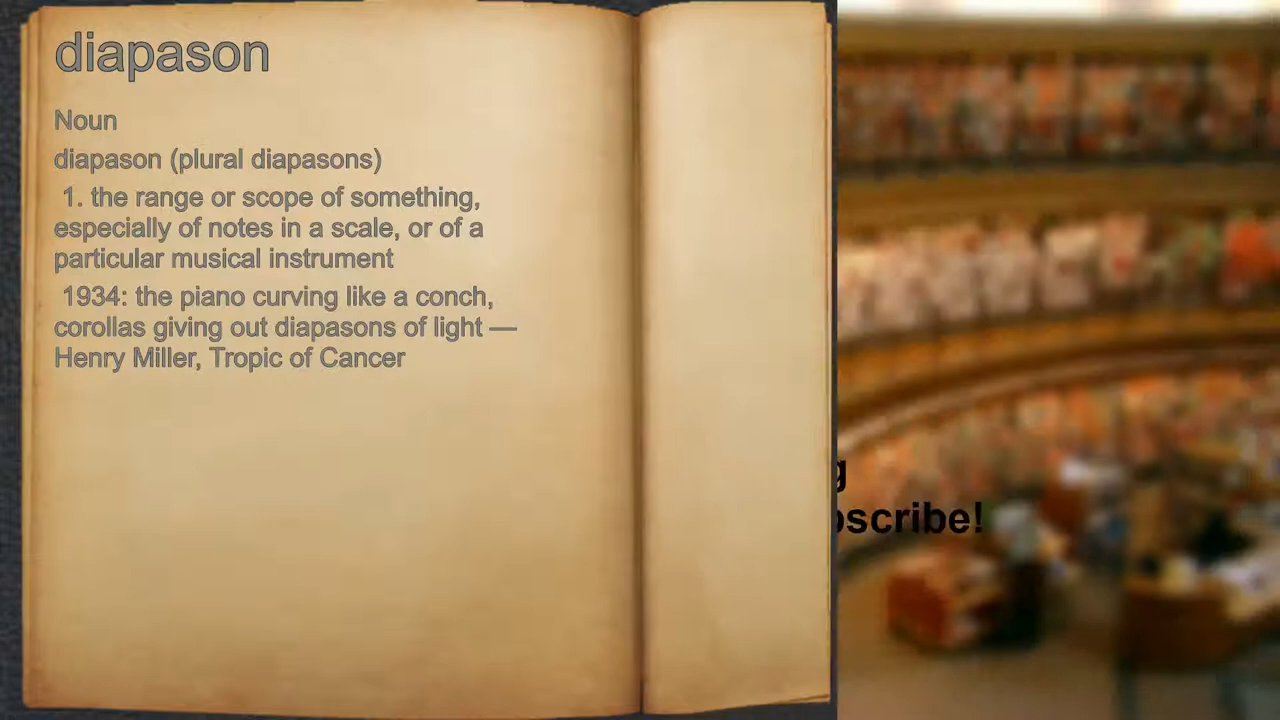 diapason
Noun
diapason (plural diapasons)
1. the range or scope of something,
especially of notes in a scale, or of a
particular musical instrument
1934: the piano curving like a conch,
corollas giving out diapasons of light —
Henry Miller, Tropic of Cancer